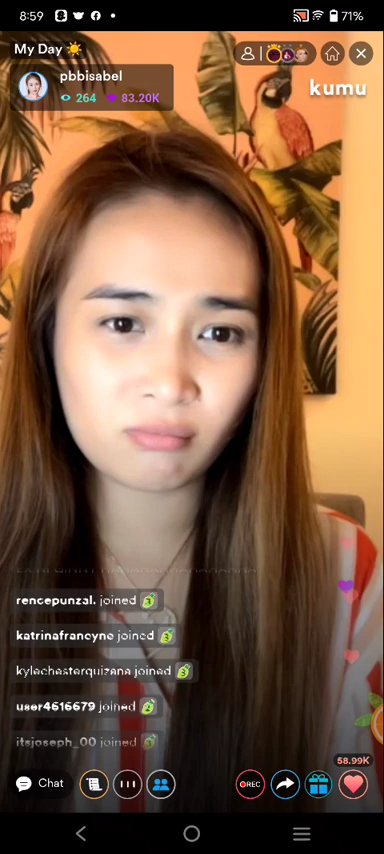 8:59
71%
My Day ☀️
pbbisabel
264 83.20K
kumu
rencepunzal. joined
katrinafrancyne joined
kylechesterquizana joined
user4616679 joined
itsjoseph_00 joined
58.99K
Chat
REC